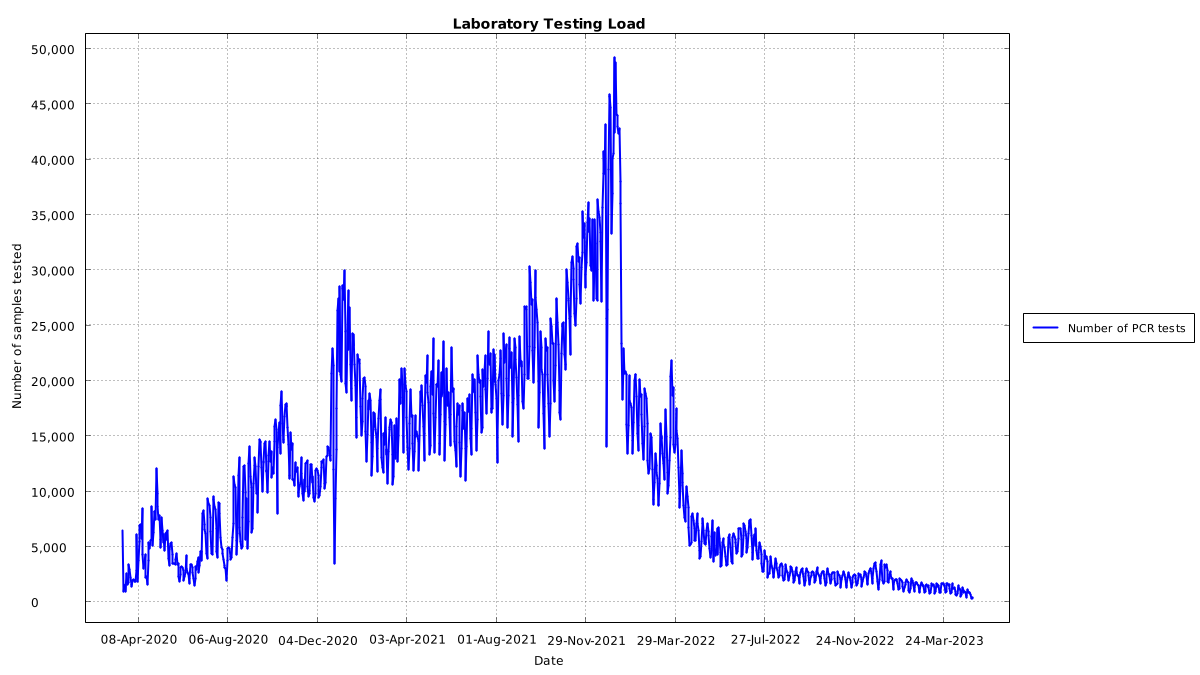 Laboratory Testing Load
50,000
45,000
40,000
35,000
30,000
25,000
20,000
15,000
10,000
5,000
0
Number of samples tested
08-Apr-2020 06-Aug-2020 04-Dec-2020 03-Apr-2021 01-Aug-2021 29-Nov-2021 29-Mar-2022 27-Jul-2022 24-Nov-2022 24-Mar-2023
Date
Number of PCR tests